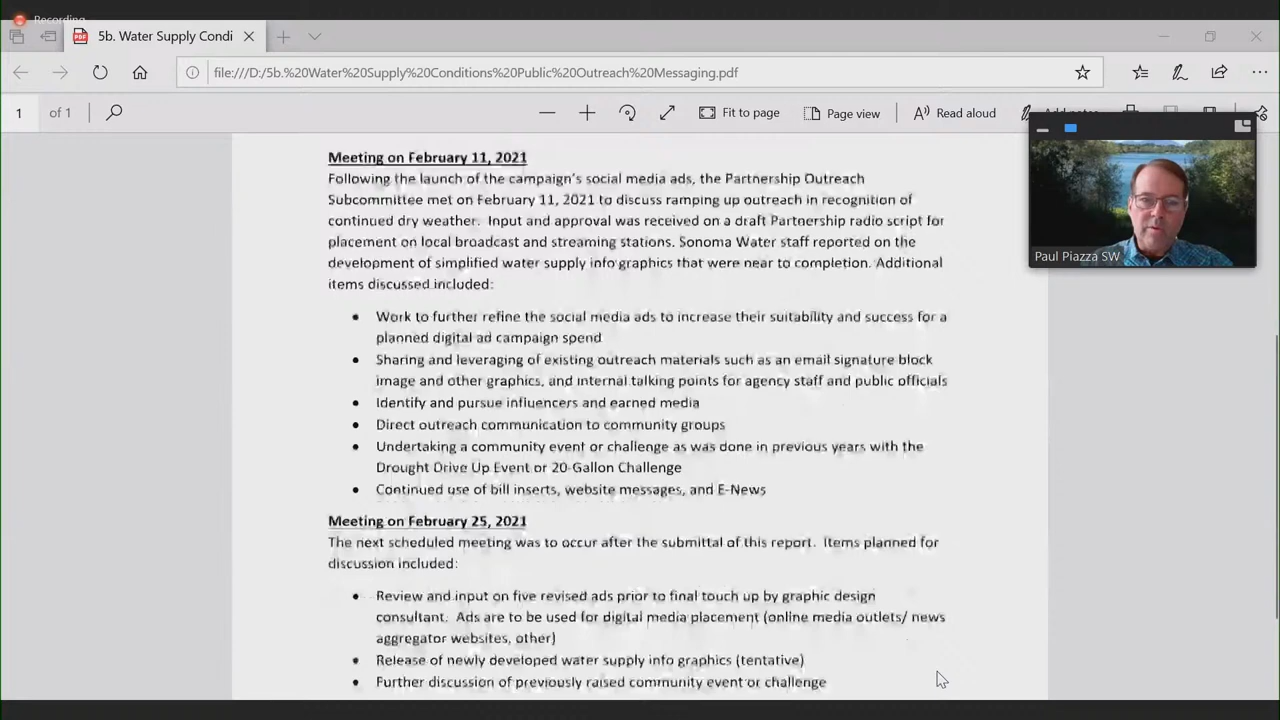 Recording
5b. Water Supply Condi
file:///D:/5b.%20Water%20Supply%20Conditions%20Public%20Outreach%20Messaging.pdf
1 of 1
Fit to page
Page view
Read aloud
Add notes
Meeting on February 11, 2021
Following the launch of the campaign's social media ads, the Partnership Outreach
Subcommittee met on February 11, 2021 to discuss ramping up outreach in recognition of
continued dry weather. Input and approval was received on a draft Partnership radio script for
placement on local broadcast and streaming stations. Sonoma Water staff reported on the
development of simplified water supply info graphics that were near to completion. Additional
items discussed included:
• Work to further refine the social media ads to increase their suitability and success for a
planned digital ad campaign spend
• Sharing and leveraging of existing outreach materials such as an email signature block
image and other graphics, and internal talking points for agency staff and public officials
• Identify and pursue influencers and earned media
• Direct outreach communication to community groups
• Undertaking a community event or challenge as was done in previous years with the
Drought Drive Up Event or 20-Gallon Challenge
• Continued use of bill inserts, website messages, and E-News
Meeting on February 25, 2021
The next scheduled meeting was to occur after the submittal of this report. Items planned for
discussion included:
• Review and input on five revised ads prior to final touch up by graphic design
consultant. Ads are to be used for digital media placement (online media outlets/ news
aggregator websites, other)
• Release of newly developed water supply info graphics (tentative)
• Further discussion of previously raised community event or challenge
Paul Piazza SW